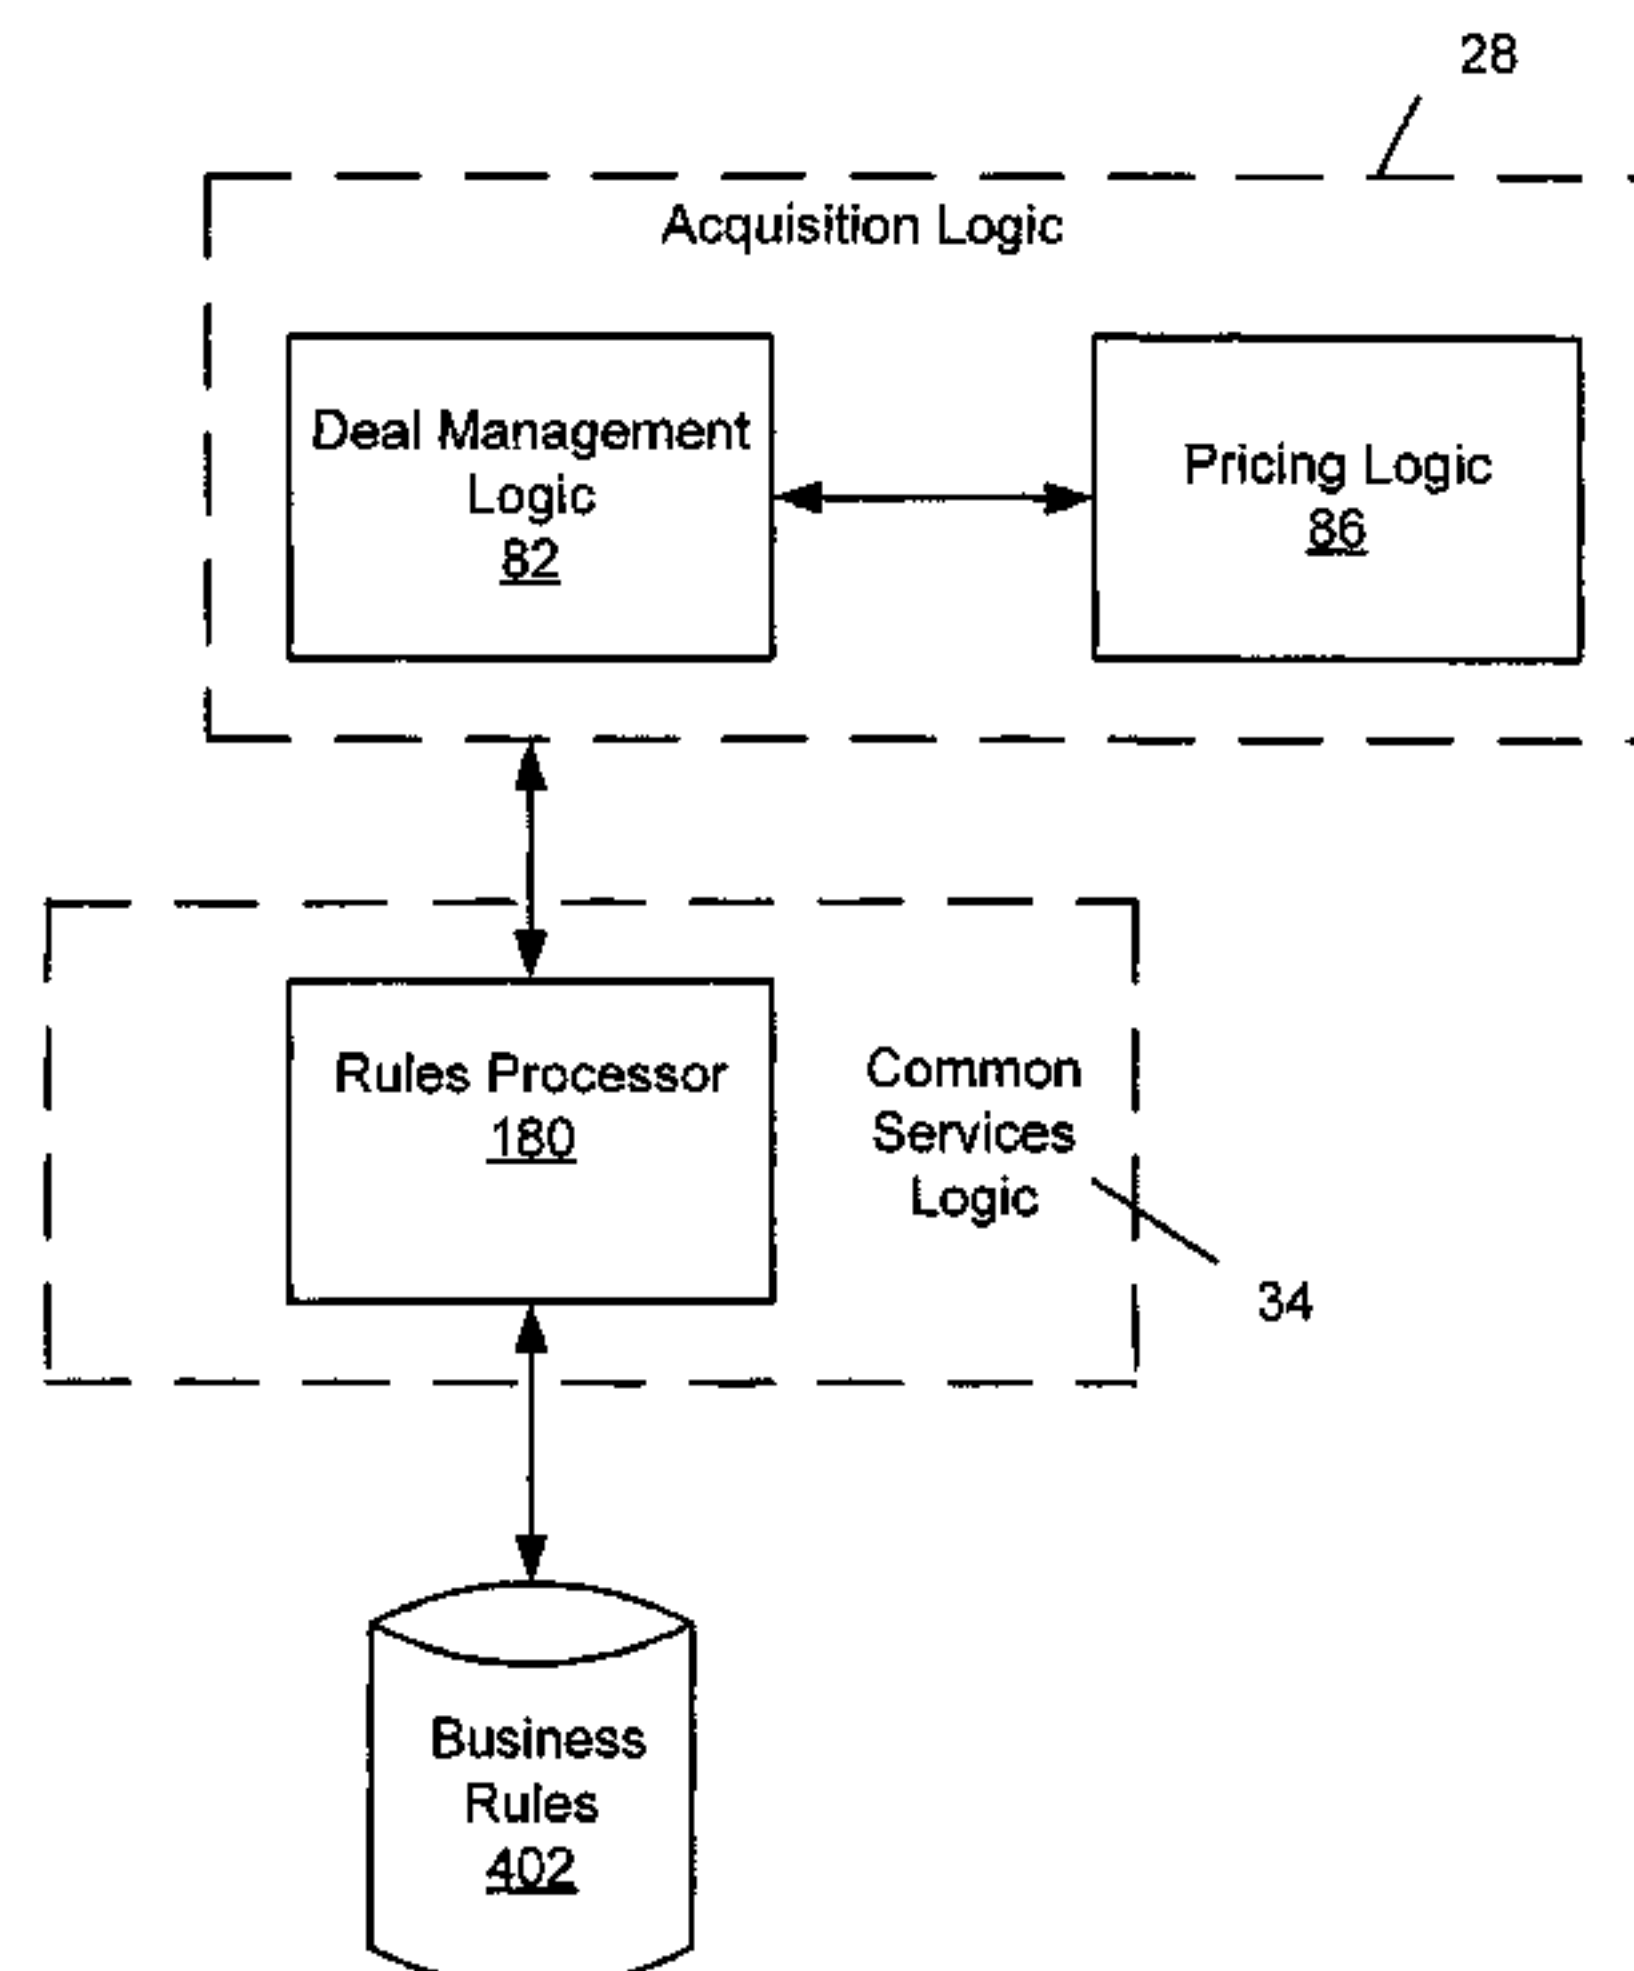 28
Acquisition Logic
Deal Management
Logic
82
Pricing Logic
86
Rules Processor
180
Common
Services
Logic
34
Business
Rules
402